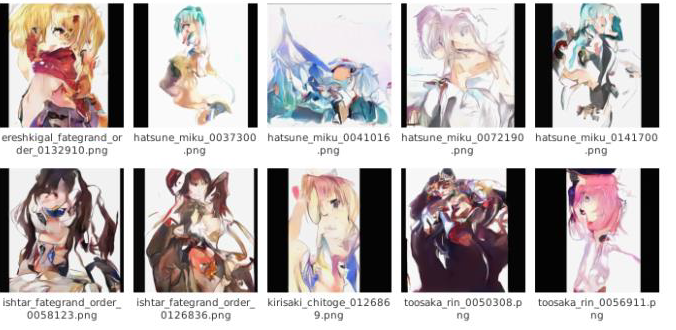 ereshkigal_fategrand_or
der_0132910.png
hatsune_miku_0037300
.png
hatsune_miku_0041016
.png
hatsune_miku_0072190
.png
hatsune_miku_0141700
.png
ishtar_fategrand_order_
0058123.png
ishtar_fategrand_order_
0126836.png
kirisaki_chitoge_012686
9.png
toosaka_rin_0050308.p
ng
toosaka_rin_0056911.p
ng